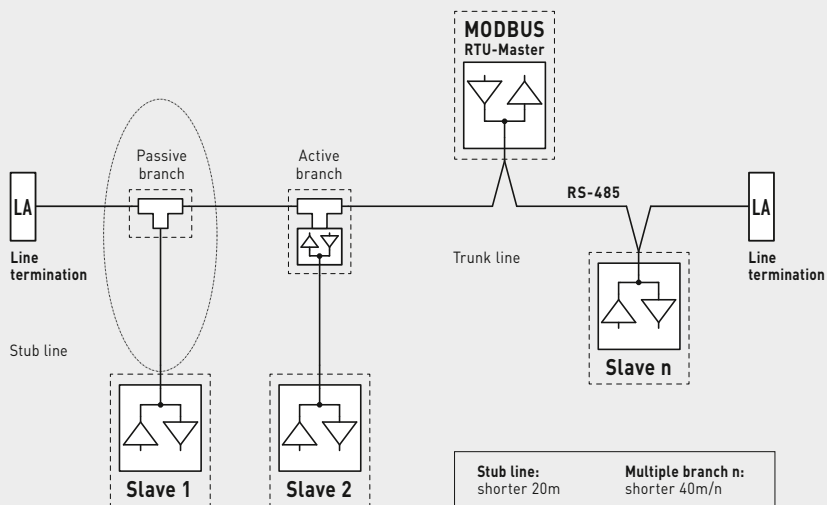 MODBUS
RTU-Master
Passive
branch
Active
branch
LA
RS-485
LA
Line
termination
Trunk line
Line
termination
Stub line
Slave n
Slave 1
Slave 2
Stub line:
shorter 20m
Multiple branch n:
shorter 40m/n